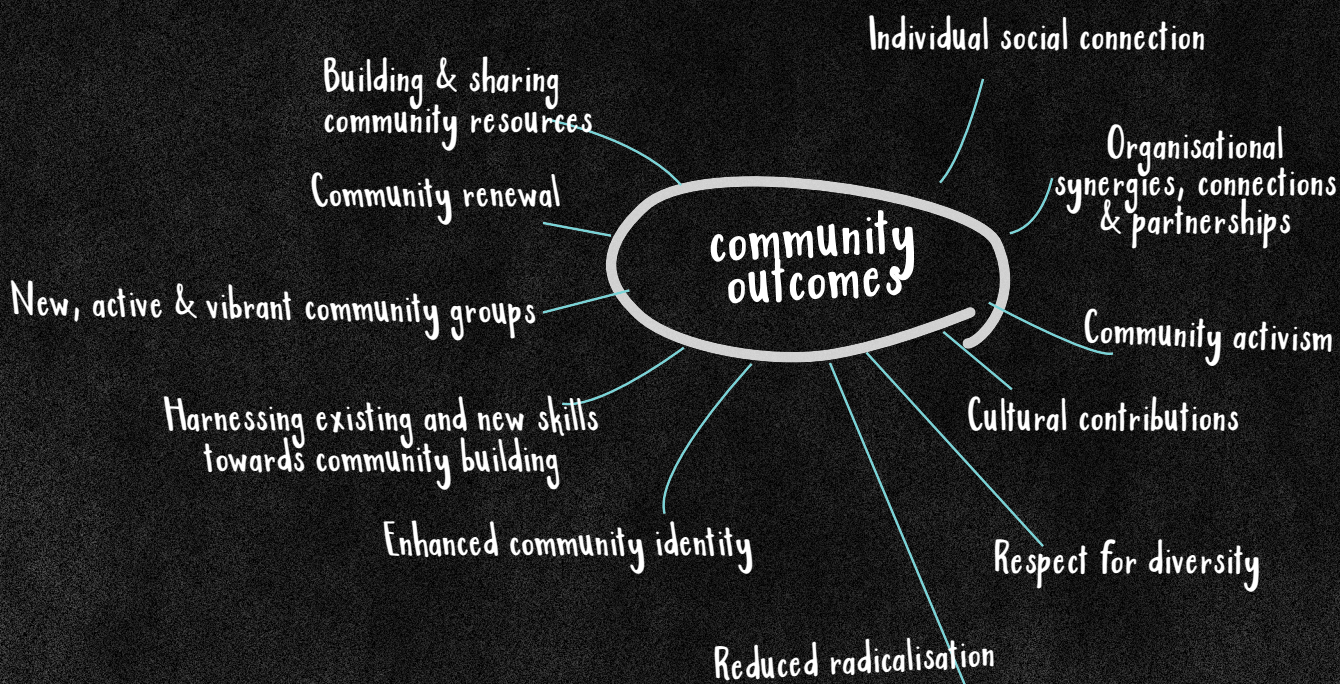 Individual social connection
Building & sharing
community resources
Organisational
synergies, connections
& partnerships
Community renewal
community
outcomes
New, active & vibrant community groups
Community activism
Harnessing existing and new skills
towards community building
Cultural contributions
Enhanced community identity
Respect for diversity
Reduced radicalisation